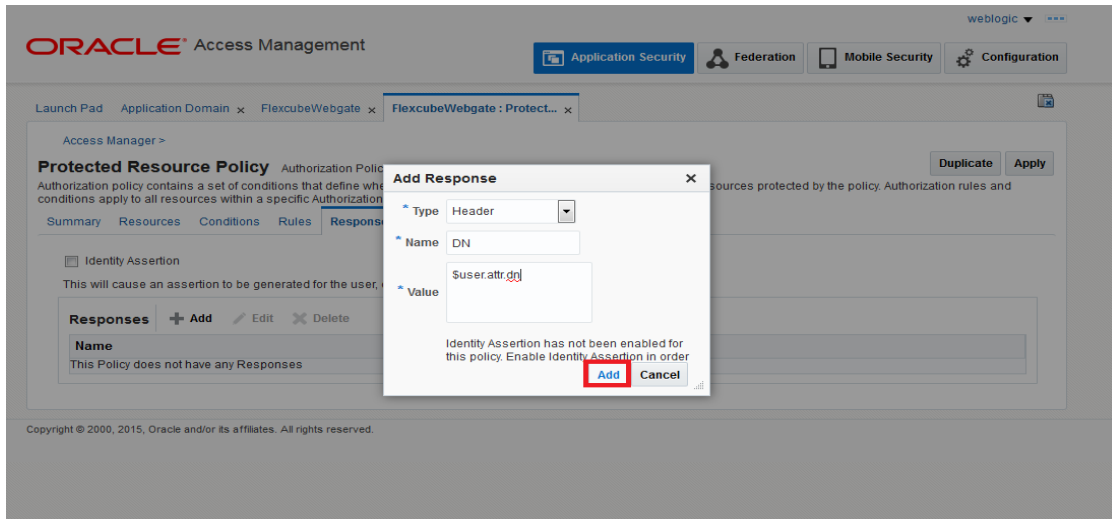 weblogic
ORACLE® Access Management
Application Security
Federation
Mobile Security
Configuration
Launch Pad
Application Domain
FlexcubeWebgate
FlexcubeWebgate : Protect...
Access Manager >
Protected Resource Policy Authorization Polic
Duplicate
Apply
Authorization policy contains a set of conditions that define whe
sources protected by the policy. Authorization rules and
conditions apply to all resources within a specific Authorization
Summary
Resources
Conditions
Rules
Respons
Identity Assertion
This will cause an assertion to be generated for the user,
Responses
Add
Edit
Delete
Name
This Policy does not have any Responses
Add Response
* Type Header
* Name DN
* Value $user.attr.dn
Identity Assertion has not been enabled for
this policy. Enable Identity Assertion in order
Add
Cancel
Copyright © 2000, 2015, Oracle and/or its affiliates. All rights reserved.